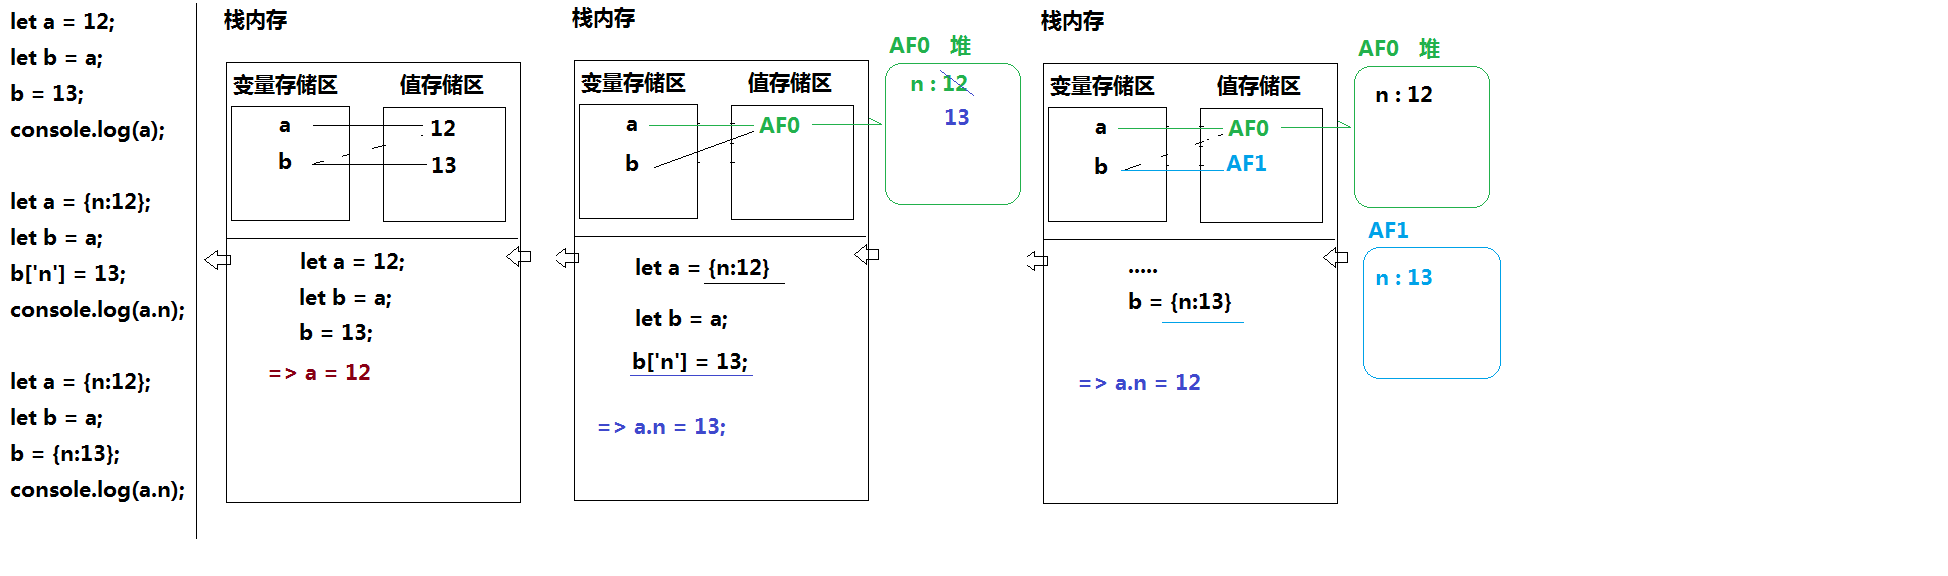 let a = 12;
let b = a;
b = 13;
console.log(a);
let a = {n:12};
let b = a;
b['n'] = 13;
console.log(a.n);
let a = {n:12};
let b = a;
b = {n:13};
console.log(a.n);
栈内存
变量存储区 值存储区
a 12
b 13
let a = 12;
let b = a;
b = 13;
=> a = 12
栈内存
变量存储区 值存储区
a AF0
b
let a = {n:12}
let b = a;
b['n'] = 13;
=> a.n = 13;
AF0 堆
n : 12
13
栈内存
变量存储区 值存储区
a AF0
b AF1
.....
b = {n:13}
=> a.n = 12
AF0 堆
n : 12
AF1
n : 13